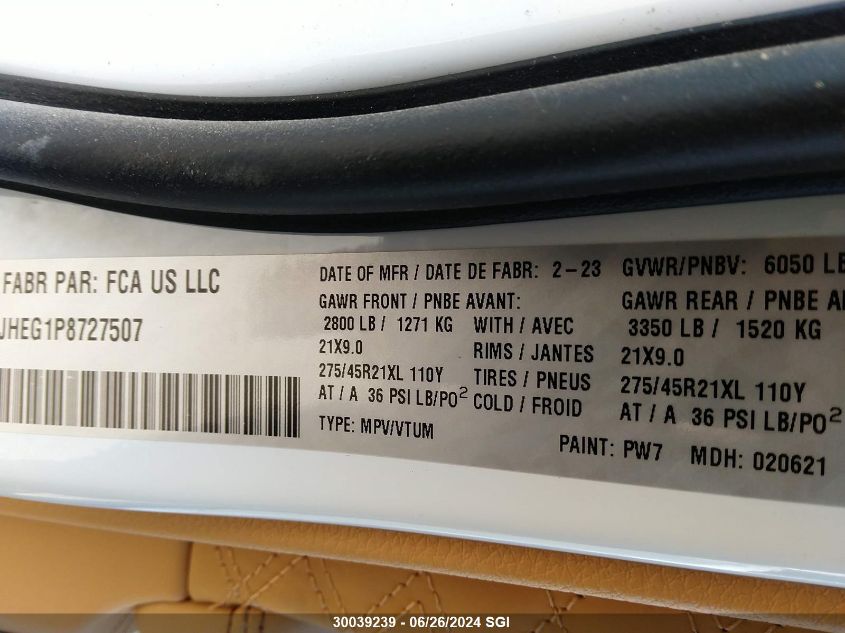 FABR PAR: FCA US LLC
JHEG1P8727507
DATE OF MFR / DATE DE FABR: 2-23
GVWR/PNBV: 6050 LB
GAWR FRONT / PNBE AVANT:
GAWR REAR / PNBE
2800 LB / 1271 KG WITH / AVEC
3350 LB / 1520 KG
21X9.0 RIMS / JANTES
21X9.0
275/45R21XL 110Y TIRES / PNEUS
275/45R21XL 110Y
AT / A 36 PSI LB/PO² COLD / FROID
AT / A 36 PSI LB/PO²
TYPE: MPV/VTUM
PAINT: PW7 MDH: 020621
30039239 - 06/26/2024 SGI